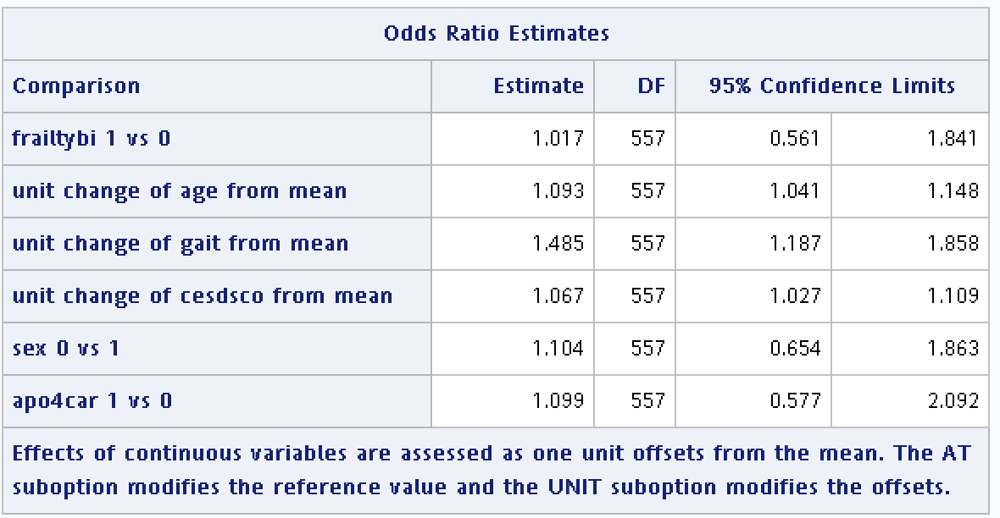 Odds Ratio Estimates
Comparison Estimate DF 95% Confidence Limits
frailtybi 1 vs 0 1.017 557 0.561 1.841
unit change of age from mean 1.093 557 1.041 1.148
unit change of gait from mean 1.485 557 1.187 1.858
unit change of cesdsco from mean 1.067 557 1.027 1.109
sex 0 vs 1 1.104 557 0.654 1.863
apo4car 1 vs 0 1.099 557 0.577 2.092
Effects of continuous variables are assessed as one unit offsets from the mean. The AT
suboption modifies the reference value and the UNIT suboption modifies the offsets.